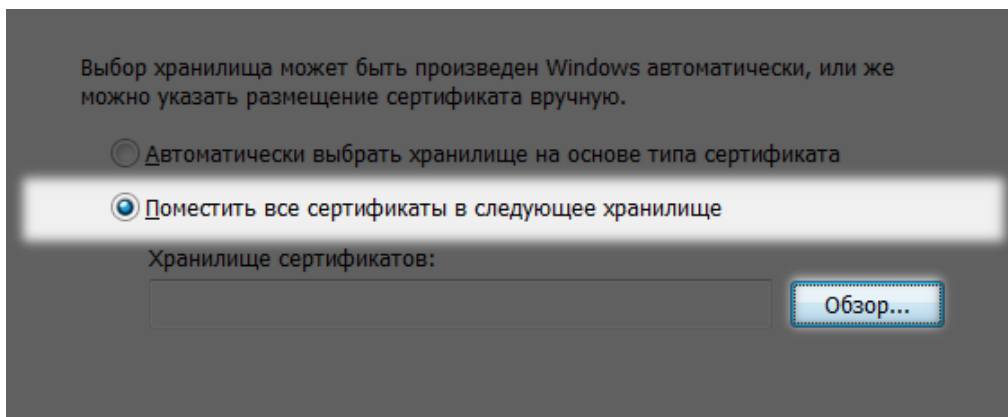 Выбор хранилища может быть произведен Windows автоматически, или же
можно указать размещение сертификата вручную.
Автоматически выбрать хранилище на основе типа сертификата
Поместить все сертификаты в следующее хранилище
Хранилище сертификатов:
Обзор...